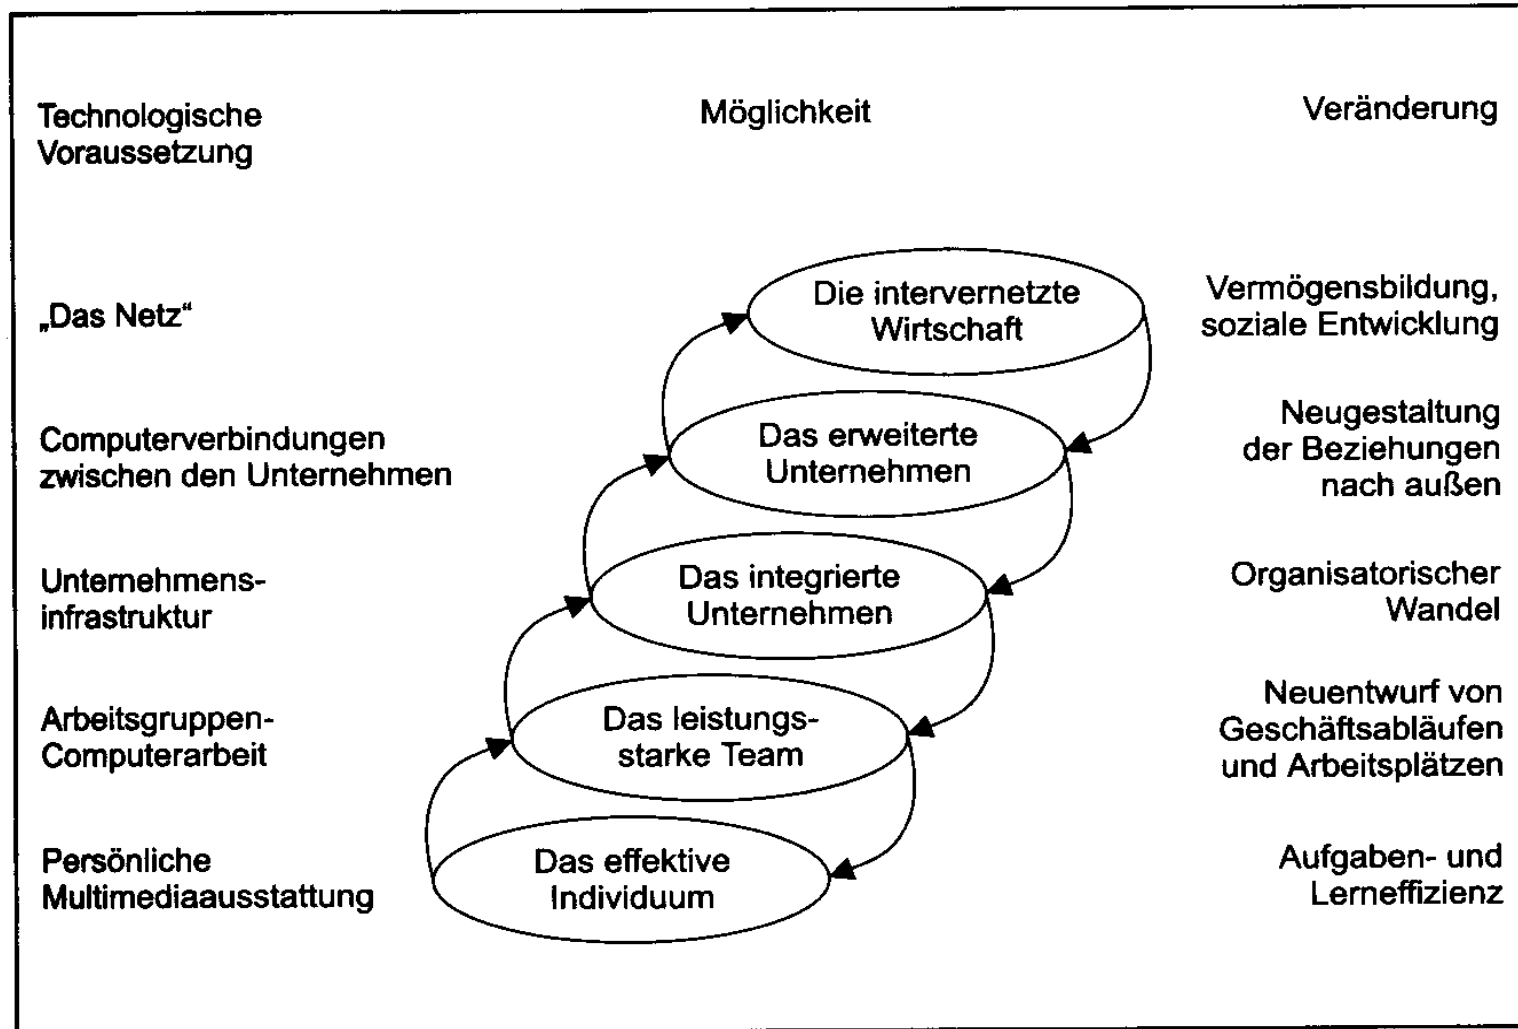 Technologische
Voraussetzung
Möglichkeit
Veränderung
„Das Netz“
Die intervernetzte
Wirtschaft
Vermögensbildung,
soziale Entwicklung
Computerverbindungen
zwischen den Unternehmen
Das erweiterte
Unternehmen
Neugestaltung
der Beziehungen
nach außen
Unternehmens-
infrastruktur
Das integrierte
Unternehmen
Organisatorischer
Wandel
Arbeitsgruppen-
Computerarbeit
Das leistungs-
starke Team
Neuentwurf von
Geschäftsabläufen
und Arbeitsplätzen
Persönliche
Multimediaausstattung
Das effektive
Individuum
Aufgaben- und
Lerneffizienz